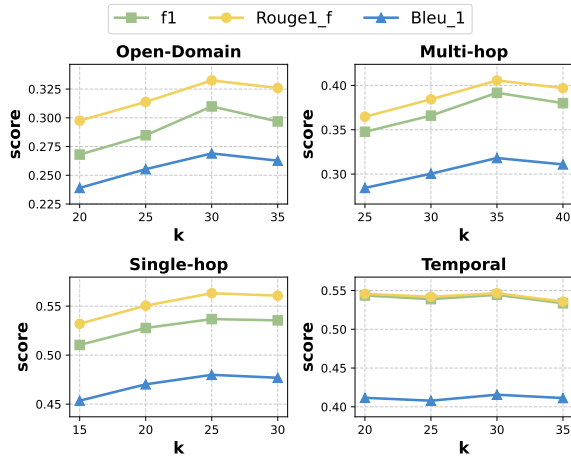 f1 Rouge1_f Bleu_1
Open-Domain
score
0.325
0.300
0.275
0.250
0.225
20 25 30 35
k
Multi-hop
score
0.40
0.35
0.30
25 30 35 40
k
Single-hop
score
0.55
0.50
0.45
15 20 25 30
k
Temporal
score
0.55
0.50
0.45
0.40
20 25 30 35
k